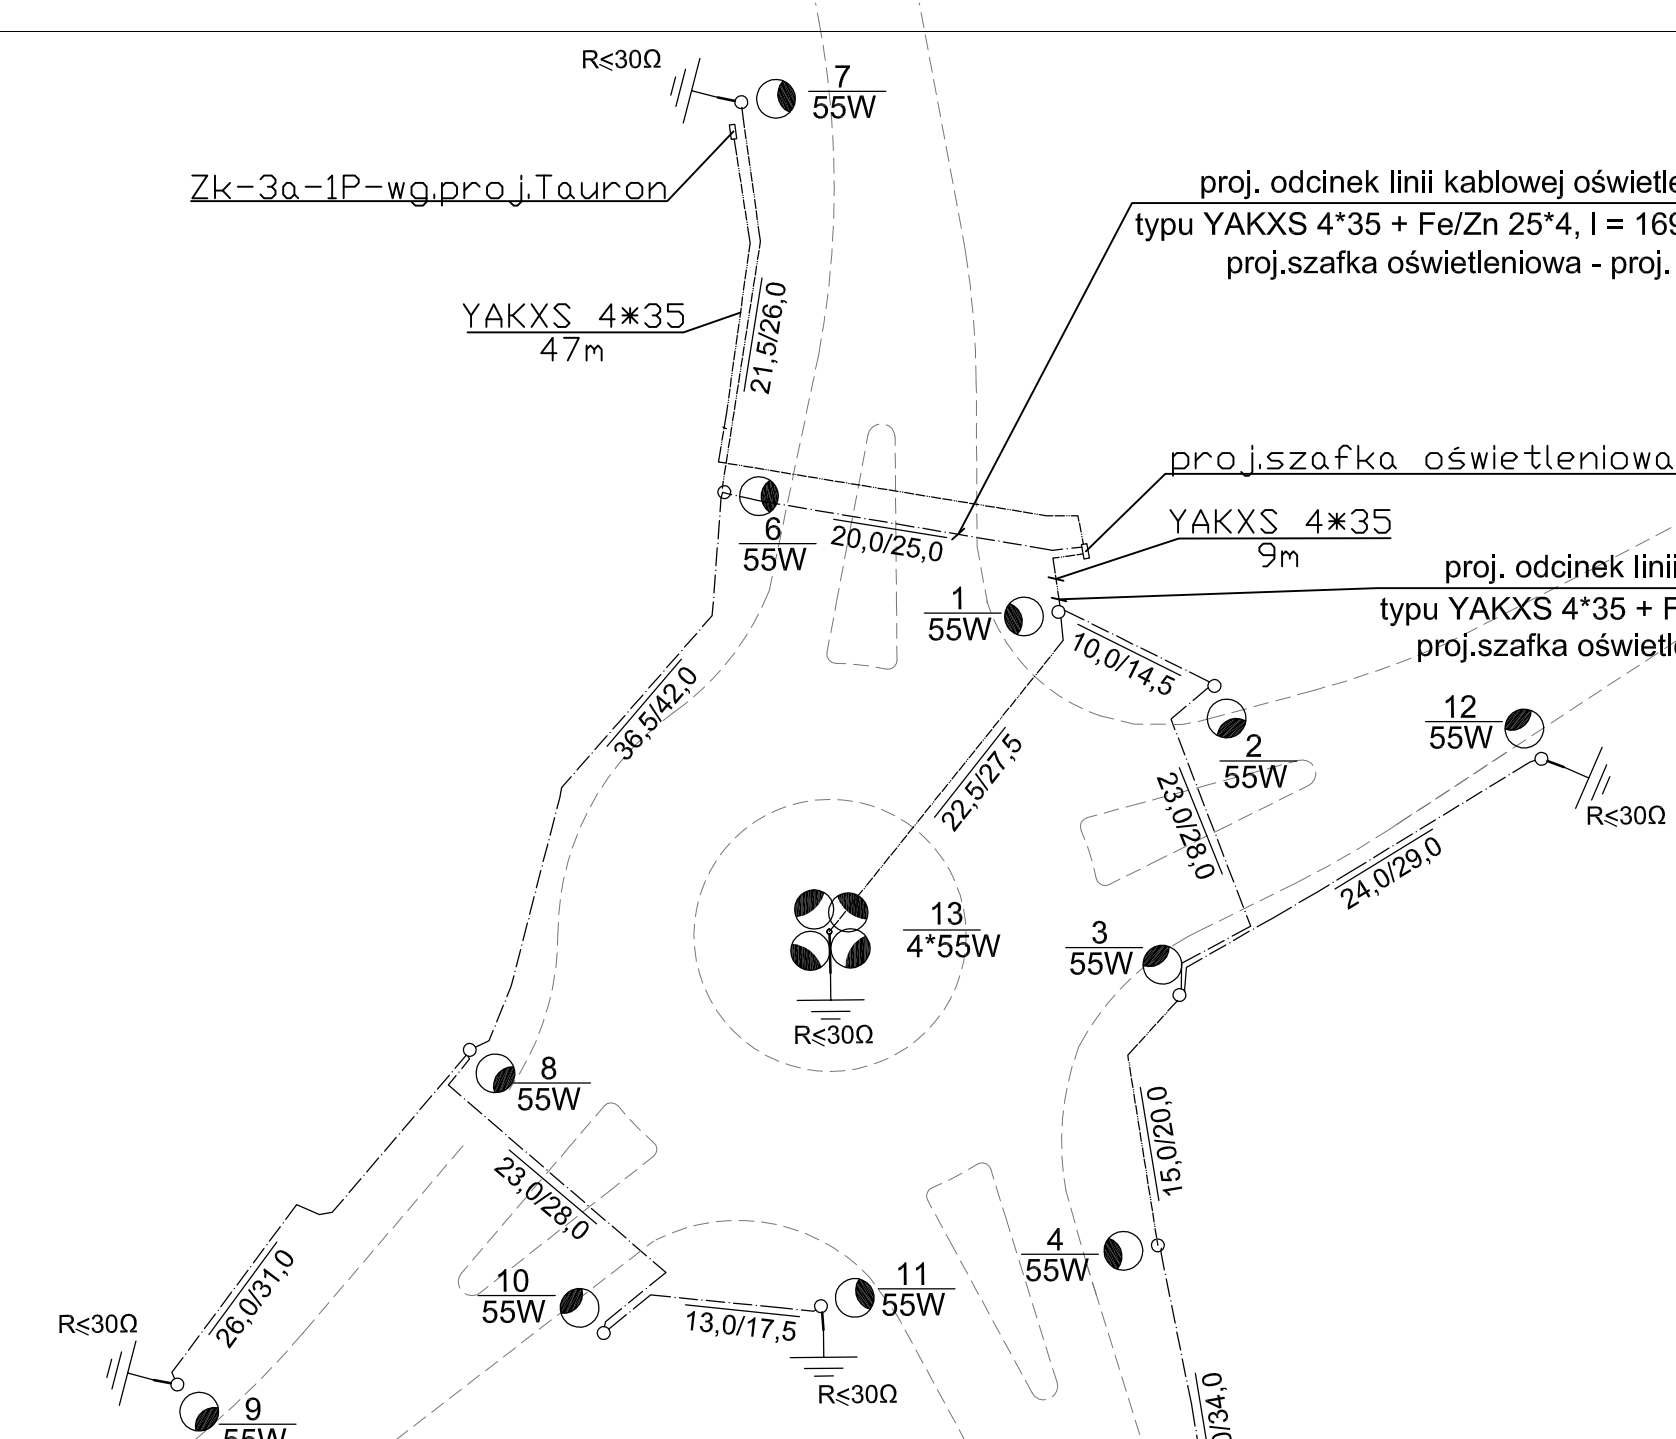 R⩽30Ω
7
55W
Zk-3a-1P-wg.proj.Tauron
proj. odcinek linii kablowej oświetle
typu YAKXS 4*35 + Fe/Zn 25*4, l = 169
proj.szafka oświetleniowa - proj.
21,5/26,0
YAKXS 4*35
47m
proj.szafka oświetleniowa
6
55W
20,0/25,0
YAKXS 4*35
9m
proj. odcinek linii
typu YAKXS 4*35 + F
proj.szafka oświetl
1
55W
10,0/14,5
36,5/42,0
2
55W
12
55W
R⩽30Ω
22,5/27,5
23,0/28,0
24,0/29,0
13
4*55W
R⩽30Ω
3
55W
8
55W
15,0/20,0
23,0/28,0
4
55W
10
55W
11
55W
13,0/17,5
R⩽30Ω
26,0/31,0
R⩽30Ω
9
55W
0/34,0